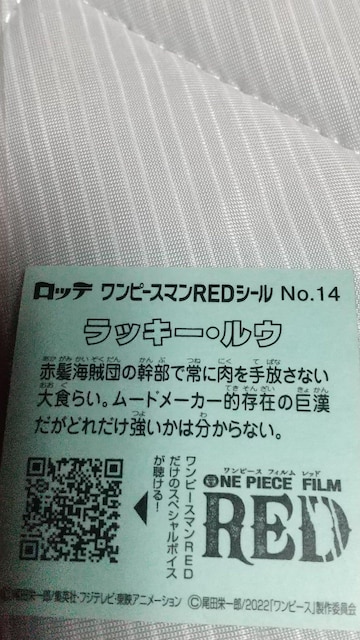 ロッテ ワンピースマンREDシール No.14
ラッキー・ルウ
赤髪海賊団の幹部で常に肉を手放さない
大食らい。ムードメーカー的存在の巨漢
だがどれだけ強いかは分からない。
ワンピースマンRED
だけのスペシャルボイス
が聴ける!
ワンピース フィルム レッド
ONE PIECE FILM
RED
©尾田栄一郎/集英社・フジテレビ・東映アニメーション ©尾田栄一郎/2022「ワンピース」製作委員会